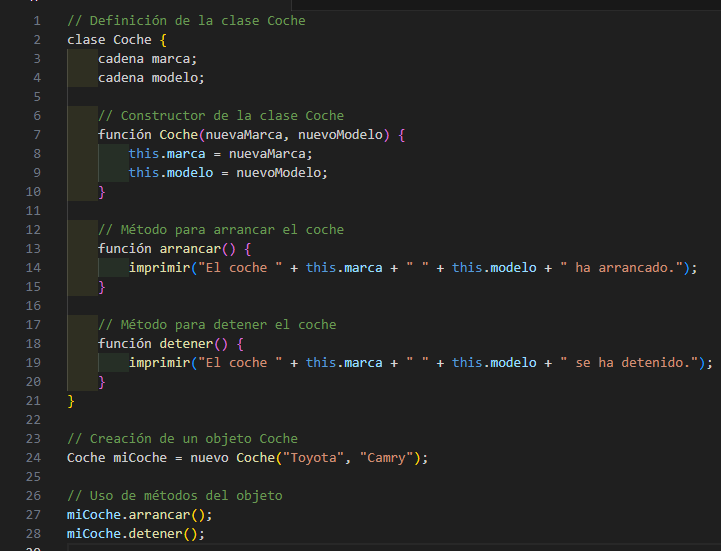 1 // Definición de la clase Coche
2 clase Coche {
3     cadena marca;
4     cadena modelo;
5
6     // Constructor de la clase Coche
7     función Coche(nuevaMarca, nuevoModelo) {
8         this.marca = nuevaMarca;
9         this.modelo = nuevoModelo;
10     }
11
12     // Método para arrancar el coche
13     función arrancar() {
14         imprimir("El coche " + this.marca + " " + this.modelo + " ha arrancado.");
15     }
16
17     // Método para detener el coche
18     función detener() {
19         imprimir("El coche " + this.marca + " " + this.modelo + " se ha detenido.");
20     }
21 }
22
23 // Creación de un objeto Coche
24 Coche miCoche = nuevo Coche("Toyota", "Camry");
25
26 // Uso de métodos del objeto
27 miCoche.arrancar();
28 miCoche.detener();